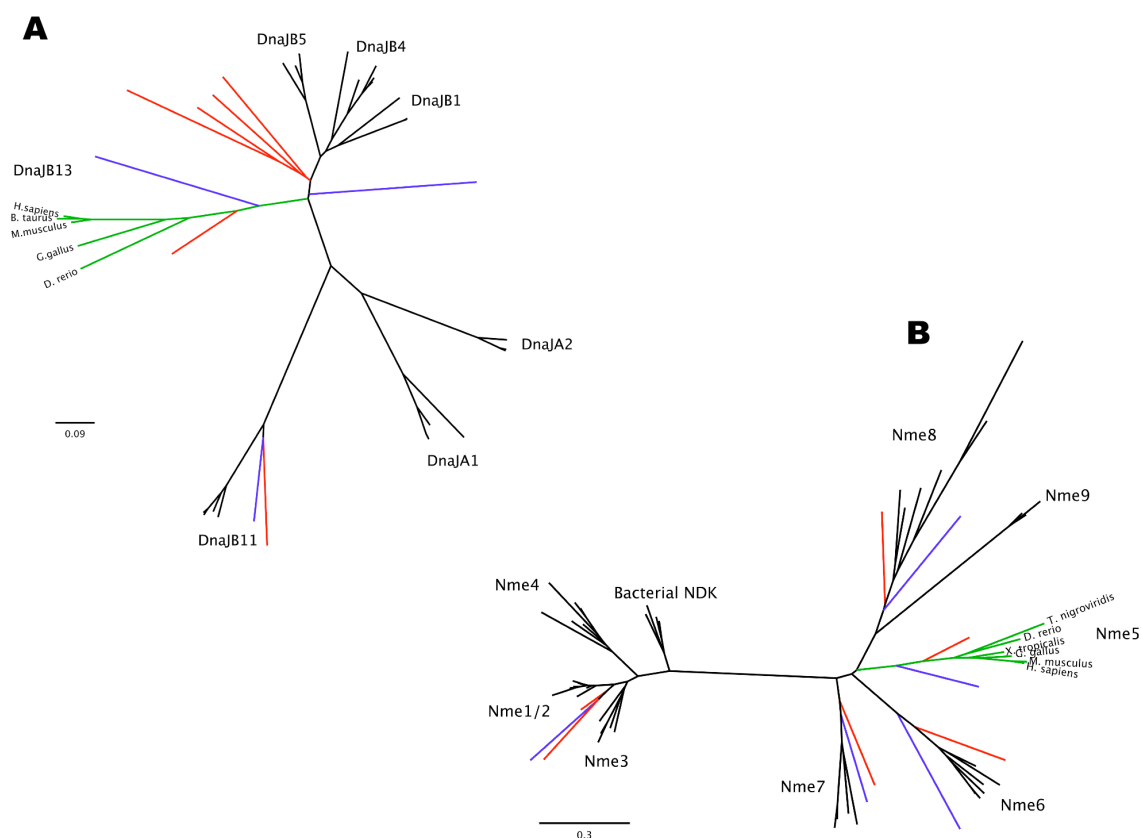 A
DnaJB5
DnaJB4
DnaJB1
DnaJB13
H.sapiens
B. taurus
M.musculus
G.gallus
D. rerio
DnaJA2
DnaJA1
DnaJB11
0.09
B
Nme8
Nme9
T. nigroviridis
D. rerio
X. tropicalis
G. gallus
M. musculus
H. sapiens
Nme5
Nme4
Bacterial NDK
Nme1/2
Nme3
Nme7
Nme6
0.3